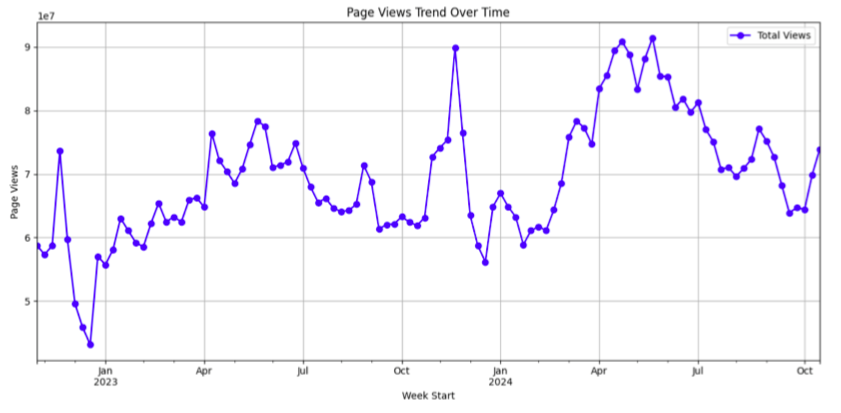 Page Views Trend Over Time
1e7
Total Views
9
8
7
6
5
Page Views
Jan
2023
Apr
Jul
Oct
Jan
2024
Apr
Jul
Oct
Week Start